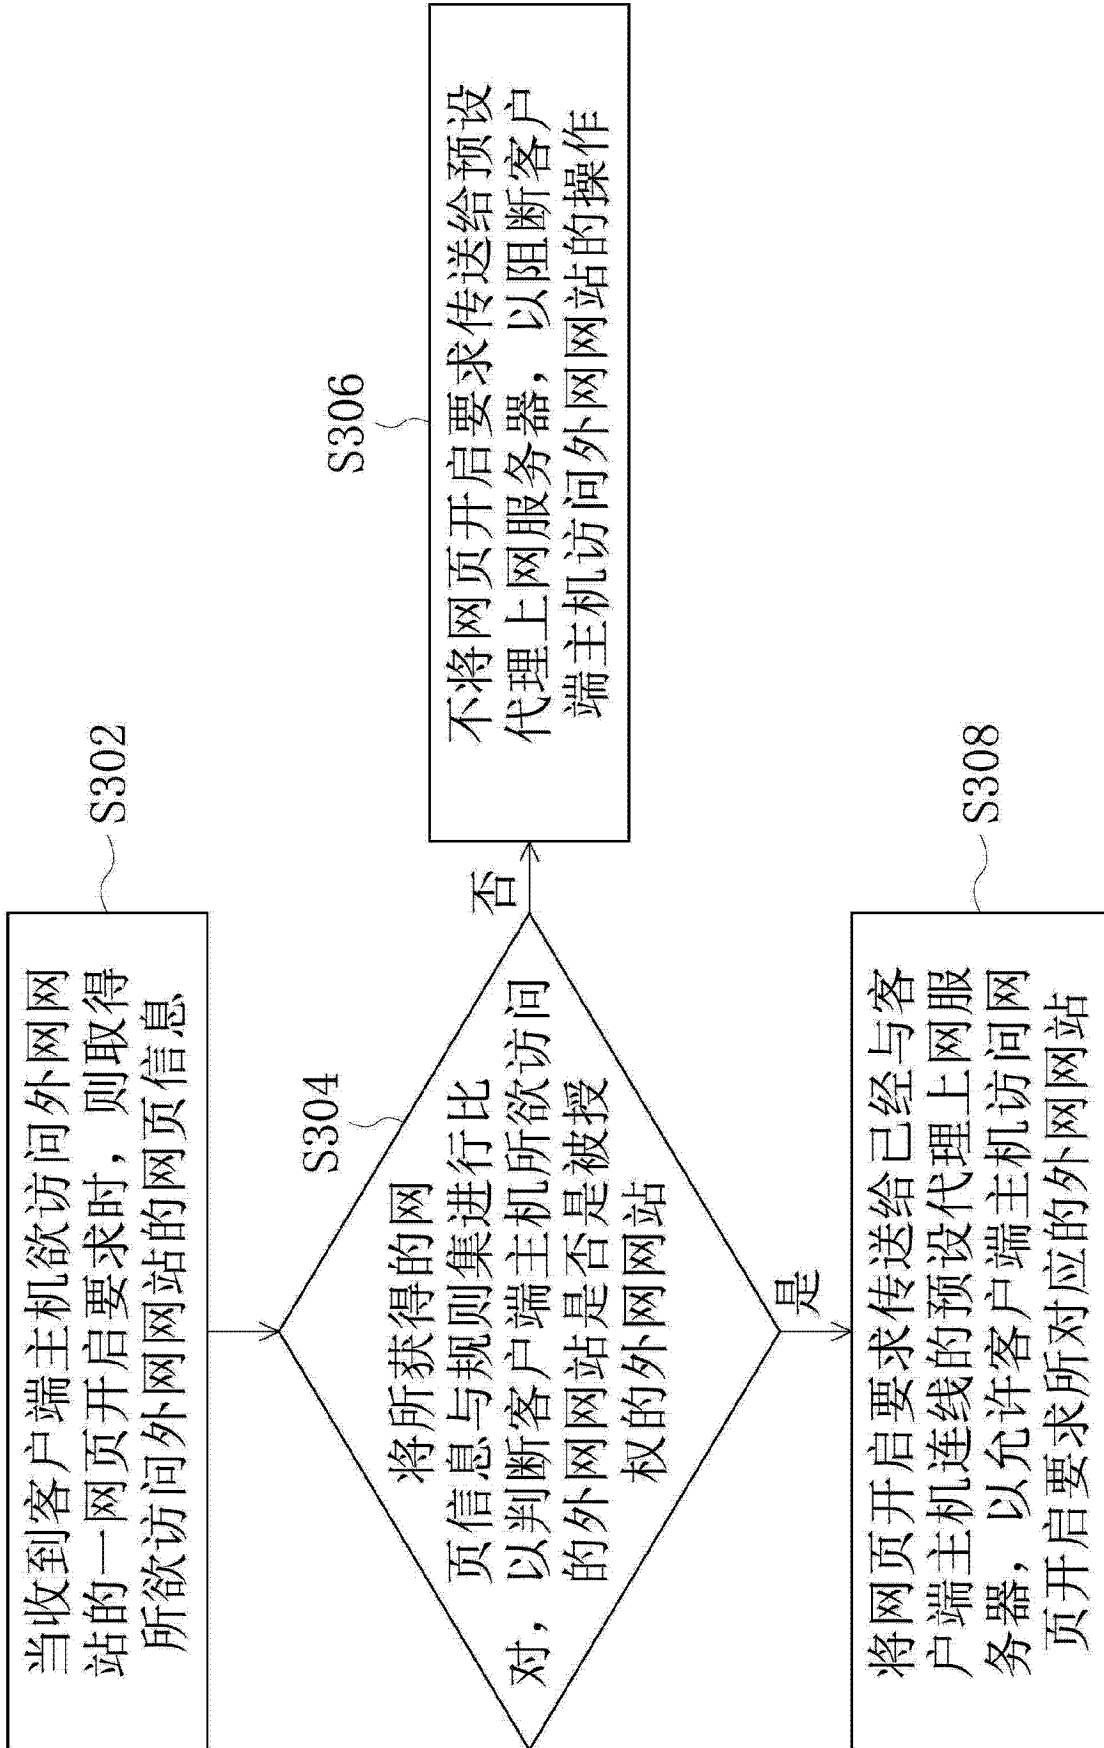 S302
当收到客户端主机欲访问外网网
站的一网页开启要求时，则取得
所欲访问外网网站的网页信息
S304
将所获得的网
页信息与规则集进行比
对，以判断客户端主机所欲访问
的外网网站是否是被授
权的外网网站
否
S306
不将网页开启要求传送给预设
代理上网服务器，以阻断客户
端主机访问外网网站的操作
是
S308
将网页开启要求传送给已经与客
户端主机连线的预设代理上网服
务器，以允许客户端主机访问网
页开启要求所对应的外网网站